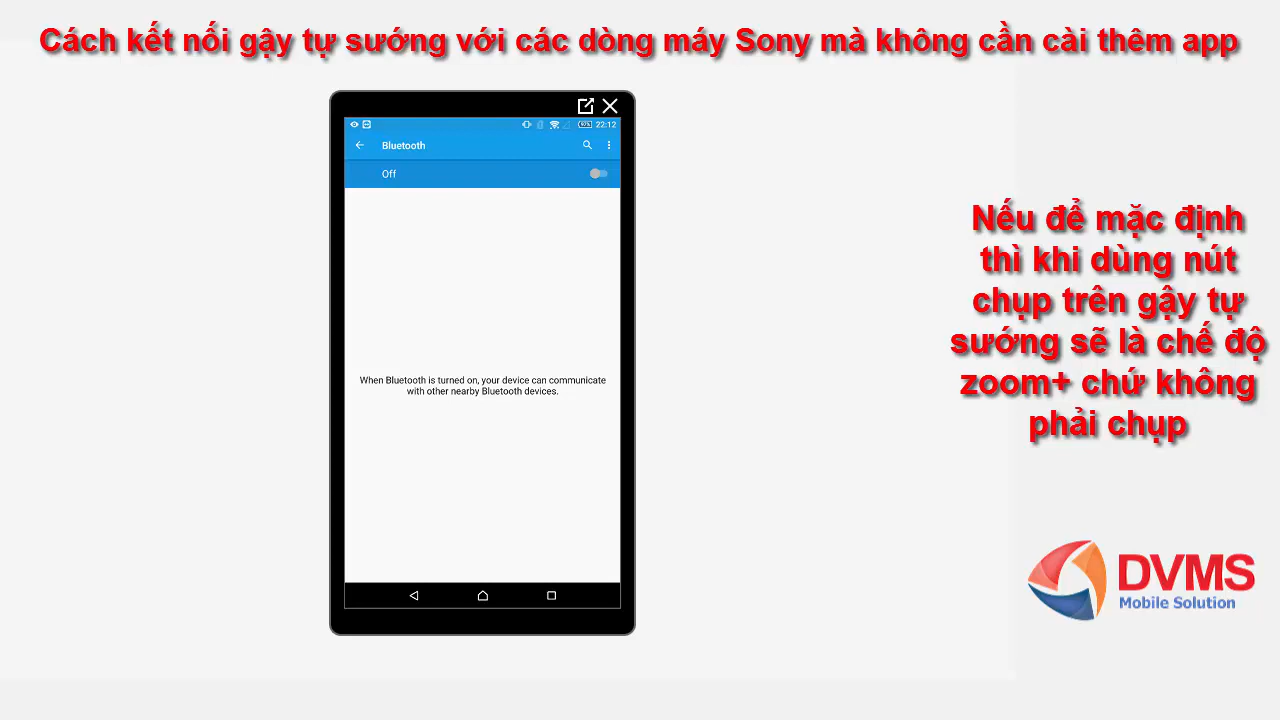 Cách kết nối gậy tự sướng với các dòng máy Sony mà không cần cài thêm app
97%
22:12
Bluetooth
Off
When Bluetooth is turned on, your device can communicate
with other nearby Bluetooth devices.
Nếu để mặc định
thì khi dùng nút
chụp trên gậy tự
sướng sẽ là chế độ
zoom+ chứ không
phải chụp
DVMS
Mobile Solution